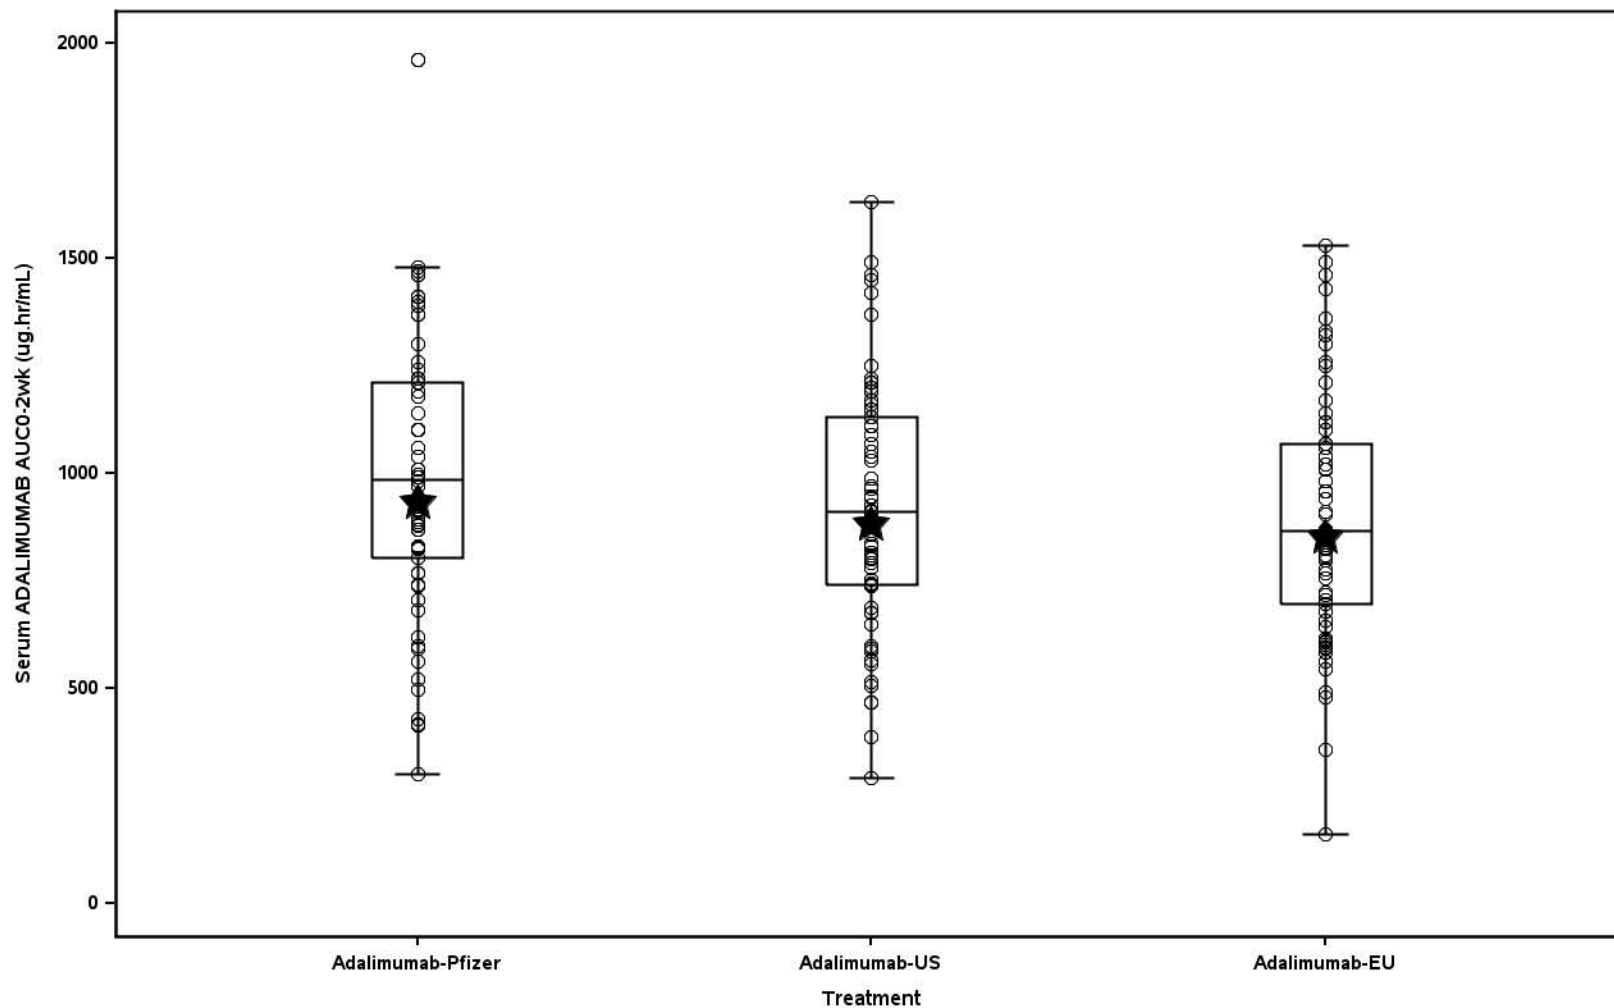 Serum ADALIMUMAB AUC0-2wk (ug.hr/mL)
2000
1500
1000
500
0
Adalimumab-Pfizer
Adalimumab-US
Adalimumab-EU
Treatment